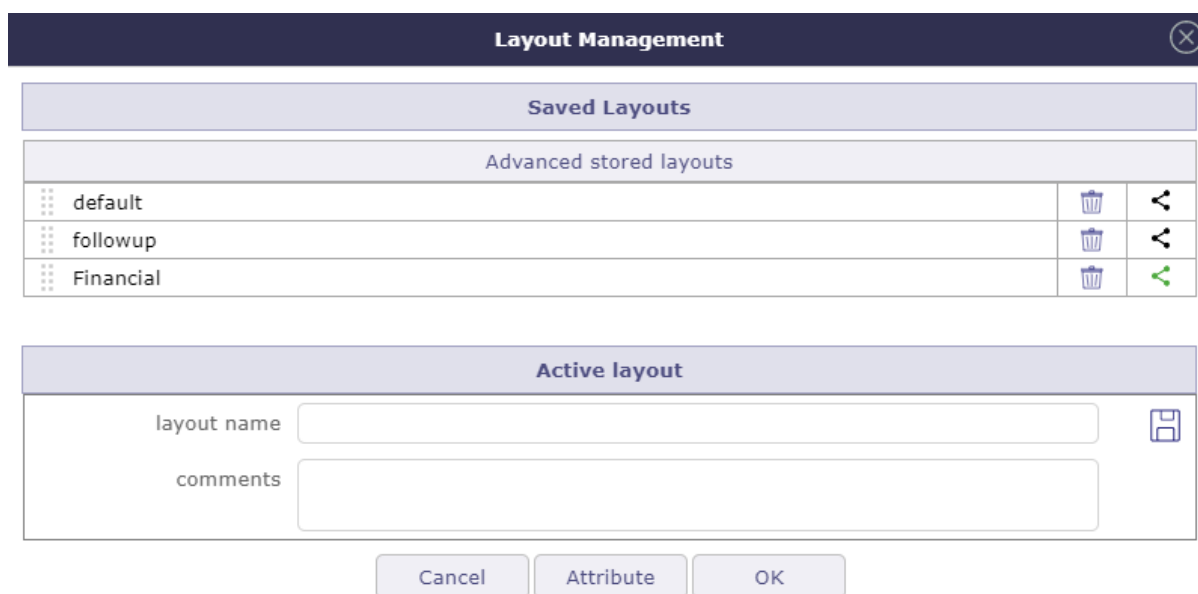 Layout Management
Saved Layouts
Advanced stored layouts
default
followup
Financial
Active layout
layout name
comments
Cancel Attribute OK